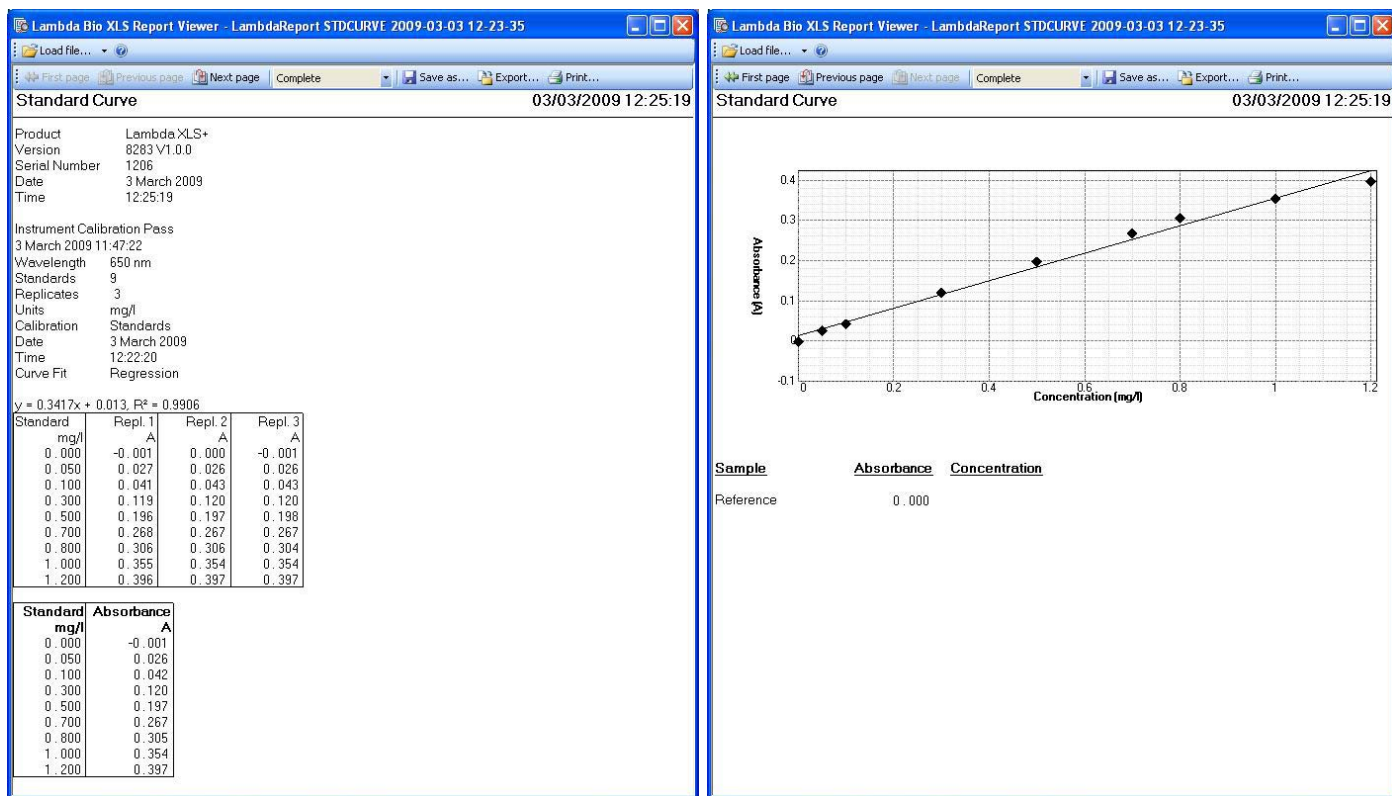 Lambda Bio XLS Report Viewer - LambdaReport STDCURVE 2009-03-03 12-23-35
Load file...
First page Previous page Next page Complete Save as... Export... Print...
Standard Curve 03/03/2009 12:25:19
Product Lambda XLS+
Version 8283 V1.0.0
Serial Number 1206
Date 3 March 2009
Time 12:25:19
Instrument Calibration Pass
3 March 2009 11:47:22
Wavelength 650 nm
Standards 9
Replicates 3
Units mg/l
Calibration Standards
Date 3 March 2009
Time 12:22:20
Curve Fit Regression
y = 0.3417x + 0.013, R² = 0.9906
Standard Repl. 1 Repl. 2 Repl. 3
mg/l A A A
0.000 -0.001 0.000 -0.001
0.050 0.027 0.026 0.026
0.100 0.041 0.043 0.043
0.300 0.119 0.120 0.120
0.500 0.196 0.197 0.198
0.700 0.268 0.267 0.267
0.800 0.306 0.306 0.304
1.000 0.355 0.354 0.354
1.200 0.396 0.397 0.397
Standard Absorbance
mg/l A
0.000 -0.001
0.050 0.026
0.100 0.042
0.300 0.120
0.500 0.197
0.700 0.267
0.800 0.305
1.000 0.354
1.200 0.397
Lambda Bio XLS Report Viewer - LambdaReport STDCURVE 2009-03-03 12-23-35
Load file...
First page Previous page Next page Complete Save as... Export... Print...
Standard Curve 03/03/2009 12:25:19
0.4
0.3
0.2
0.1
0
-0.1
Absorbance (A)
0 0.2 0.4 0.6 0.8 1 1.2
Concentration (mg/l)
Sample Absorbance Concentration
Reference 0.000